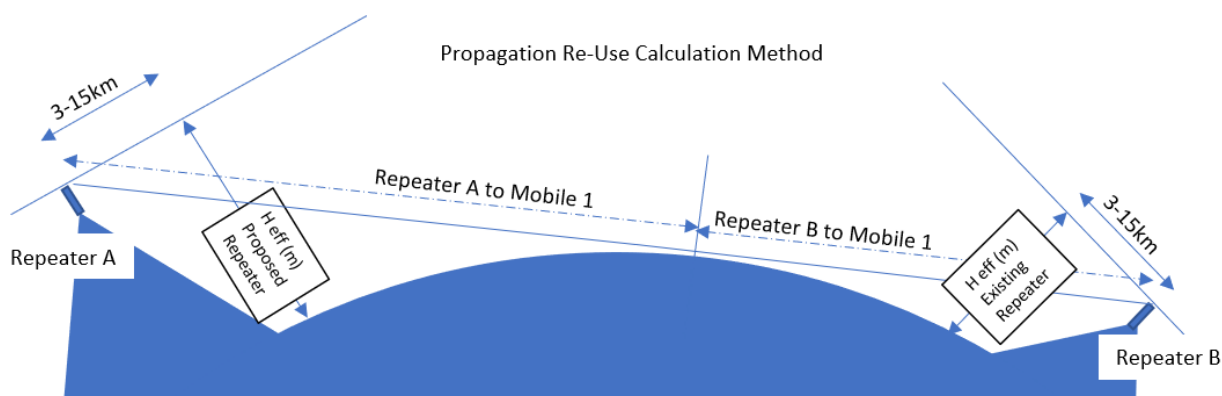 Propagation Re-Use Calculation Method
3-15km
Repeater A to Mobile 1
Repeater B to Mobile 1
3-15km
H eff (m)
Proposed
Repeater
H eff (m)
Existing
Repeater
Repeater A
Repeater B